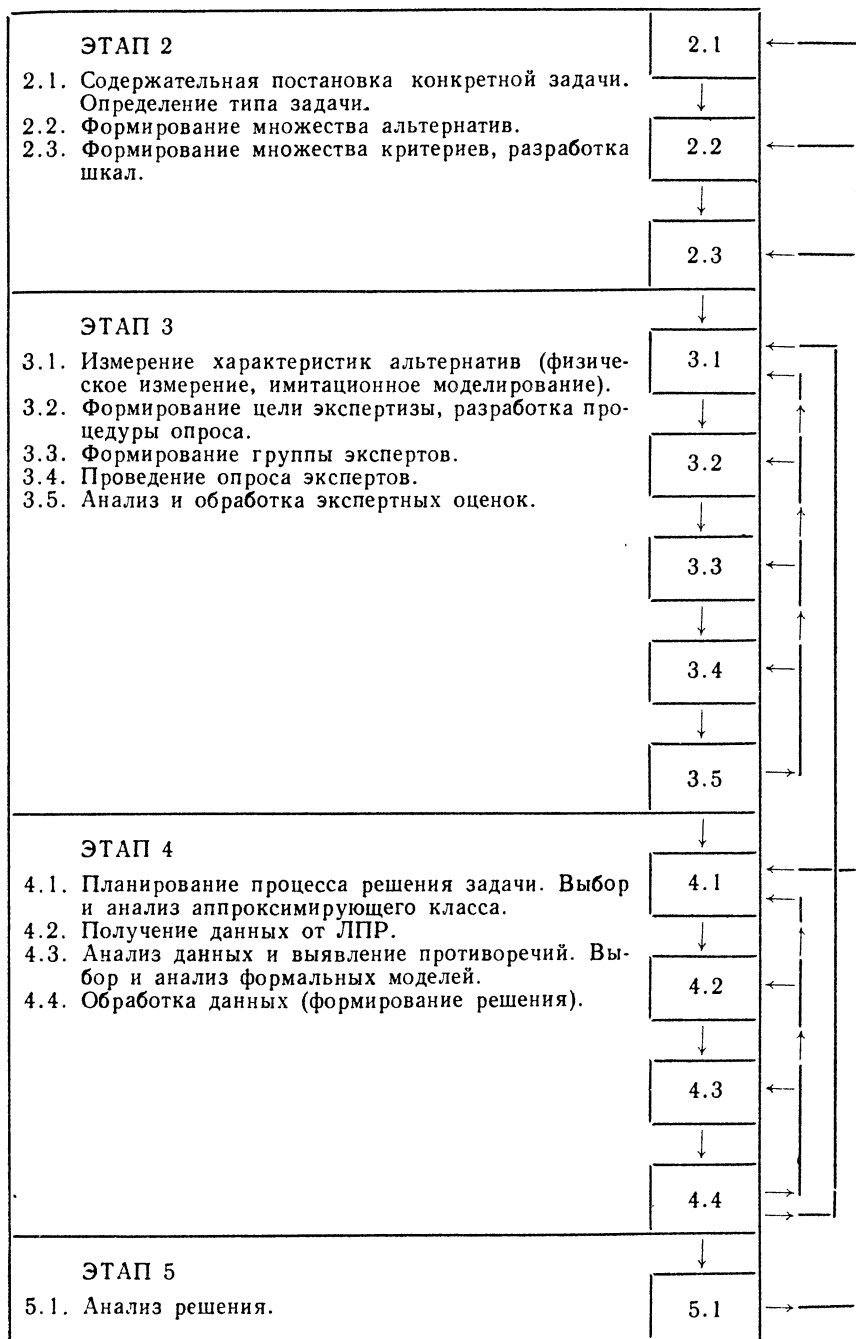 ЭТАП 2
2.1. Содержательная постановка конкретной задачи.
Определение типа задачи.
2.2. Формирование множества альтернатив.
2.3. Формирование множества критериев, разработка
шкал.
2.1
2.2
2.3
ЭТАП 3
3.1. Измерение характеристик альтернатив (физиче-
ское измерение, имитационное моделирование).
3.2. Формирование цели экспертизы, разработка про-
цедуры опроса.
3.3. Формирование группы экспертов.
3.4. Проведение опроса экспертов.
3.5. Анализ и обработка экспертных оценок.
3.1
3.2
3.3
3.4
3.5
ЭТАП 4
4.1. Планирование процесса решения задачи. Выбор
и анализ аппроксимирующего класса.
4.2. Получение данных от ЛПР.
4.3. Анализ данных и выявление противоречий. Вы-
бор и анализ формальных моделей.
4.4. Обработка данных (формирование решения).
4.1
4.2
4.3
4.4
ЭТАП 5
5.1. Анализ решения.
5.1